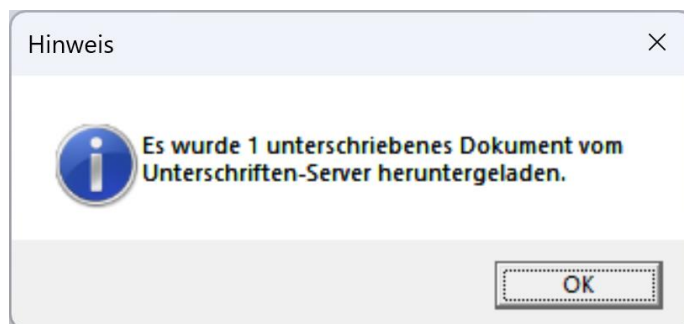 Hinweis
Es wurde 1 unterschriebenes Dokument vom
Unterschriften-Server heruntergeladen.
OK